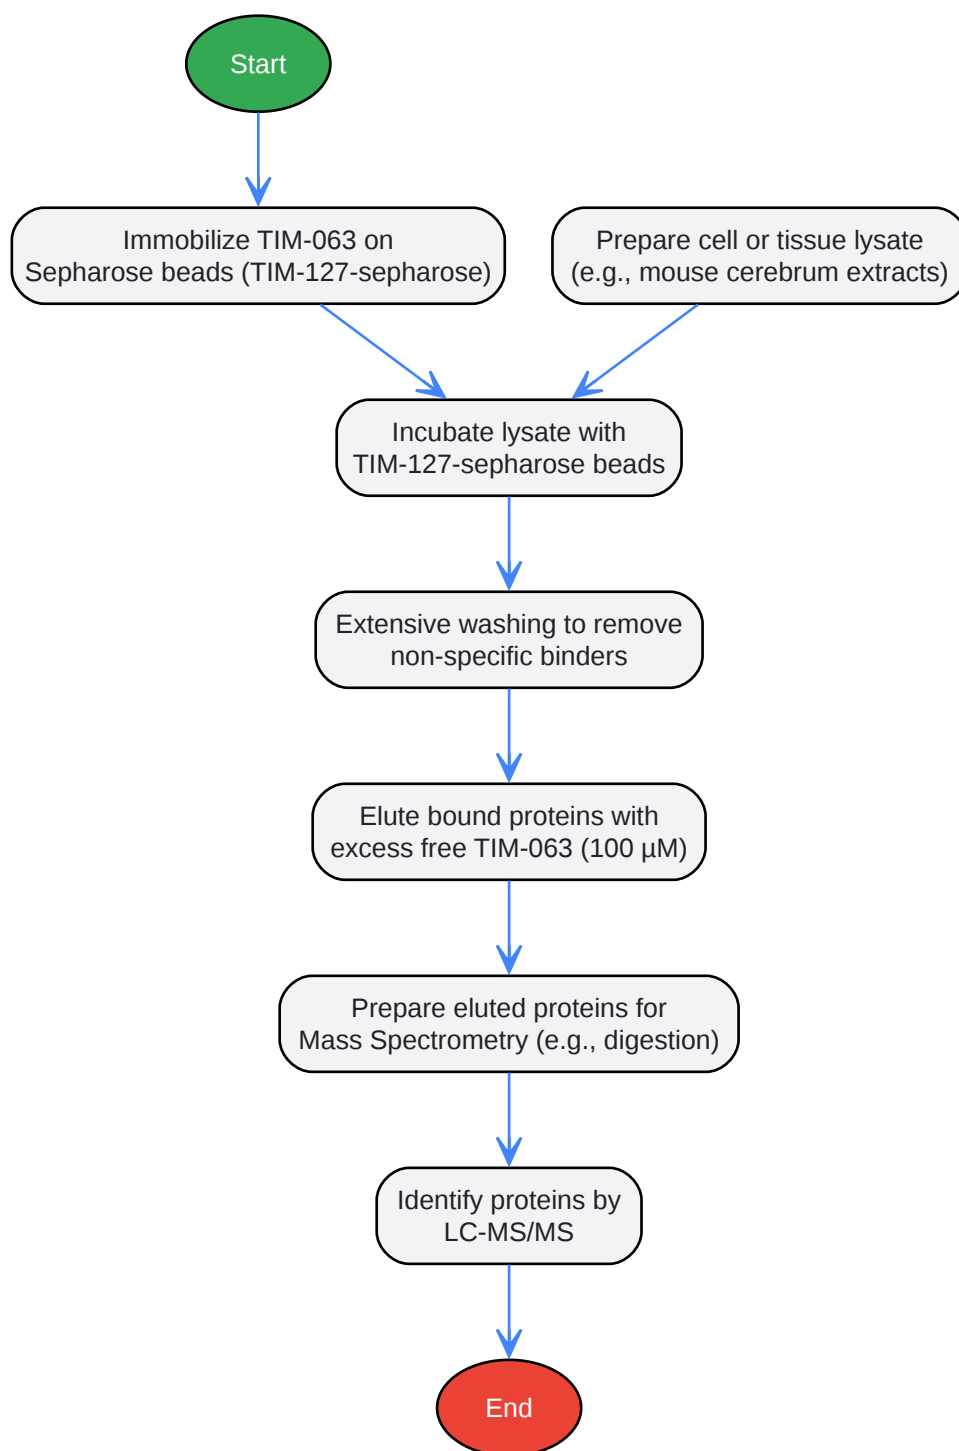 Start
Immobilize TIM-063 on
Sepharose beads (TIM-127-sepharose)
Prepare cell or tissue lysate
(e.g., mouse cerebrum extracts)
Incubate lysate with
TIM-127-sepharose beads
Extensive washing to remove
non-specific binders
Elute bound proteins with
excess free TIM-063 (100 µM)
Prepare eluted proteins for
Mass Spectrometry (e.g., digestion)
Identify proteins by
LC-MS/MS
End